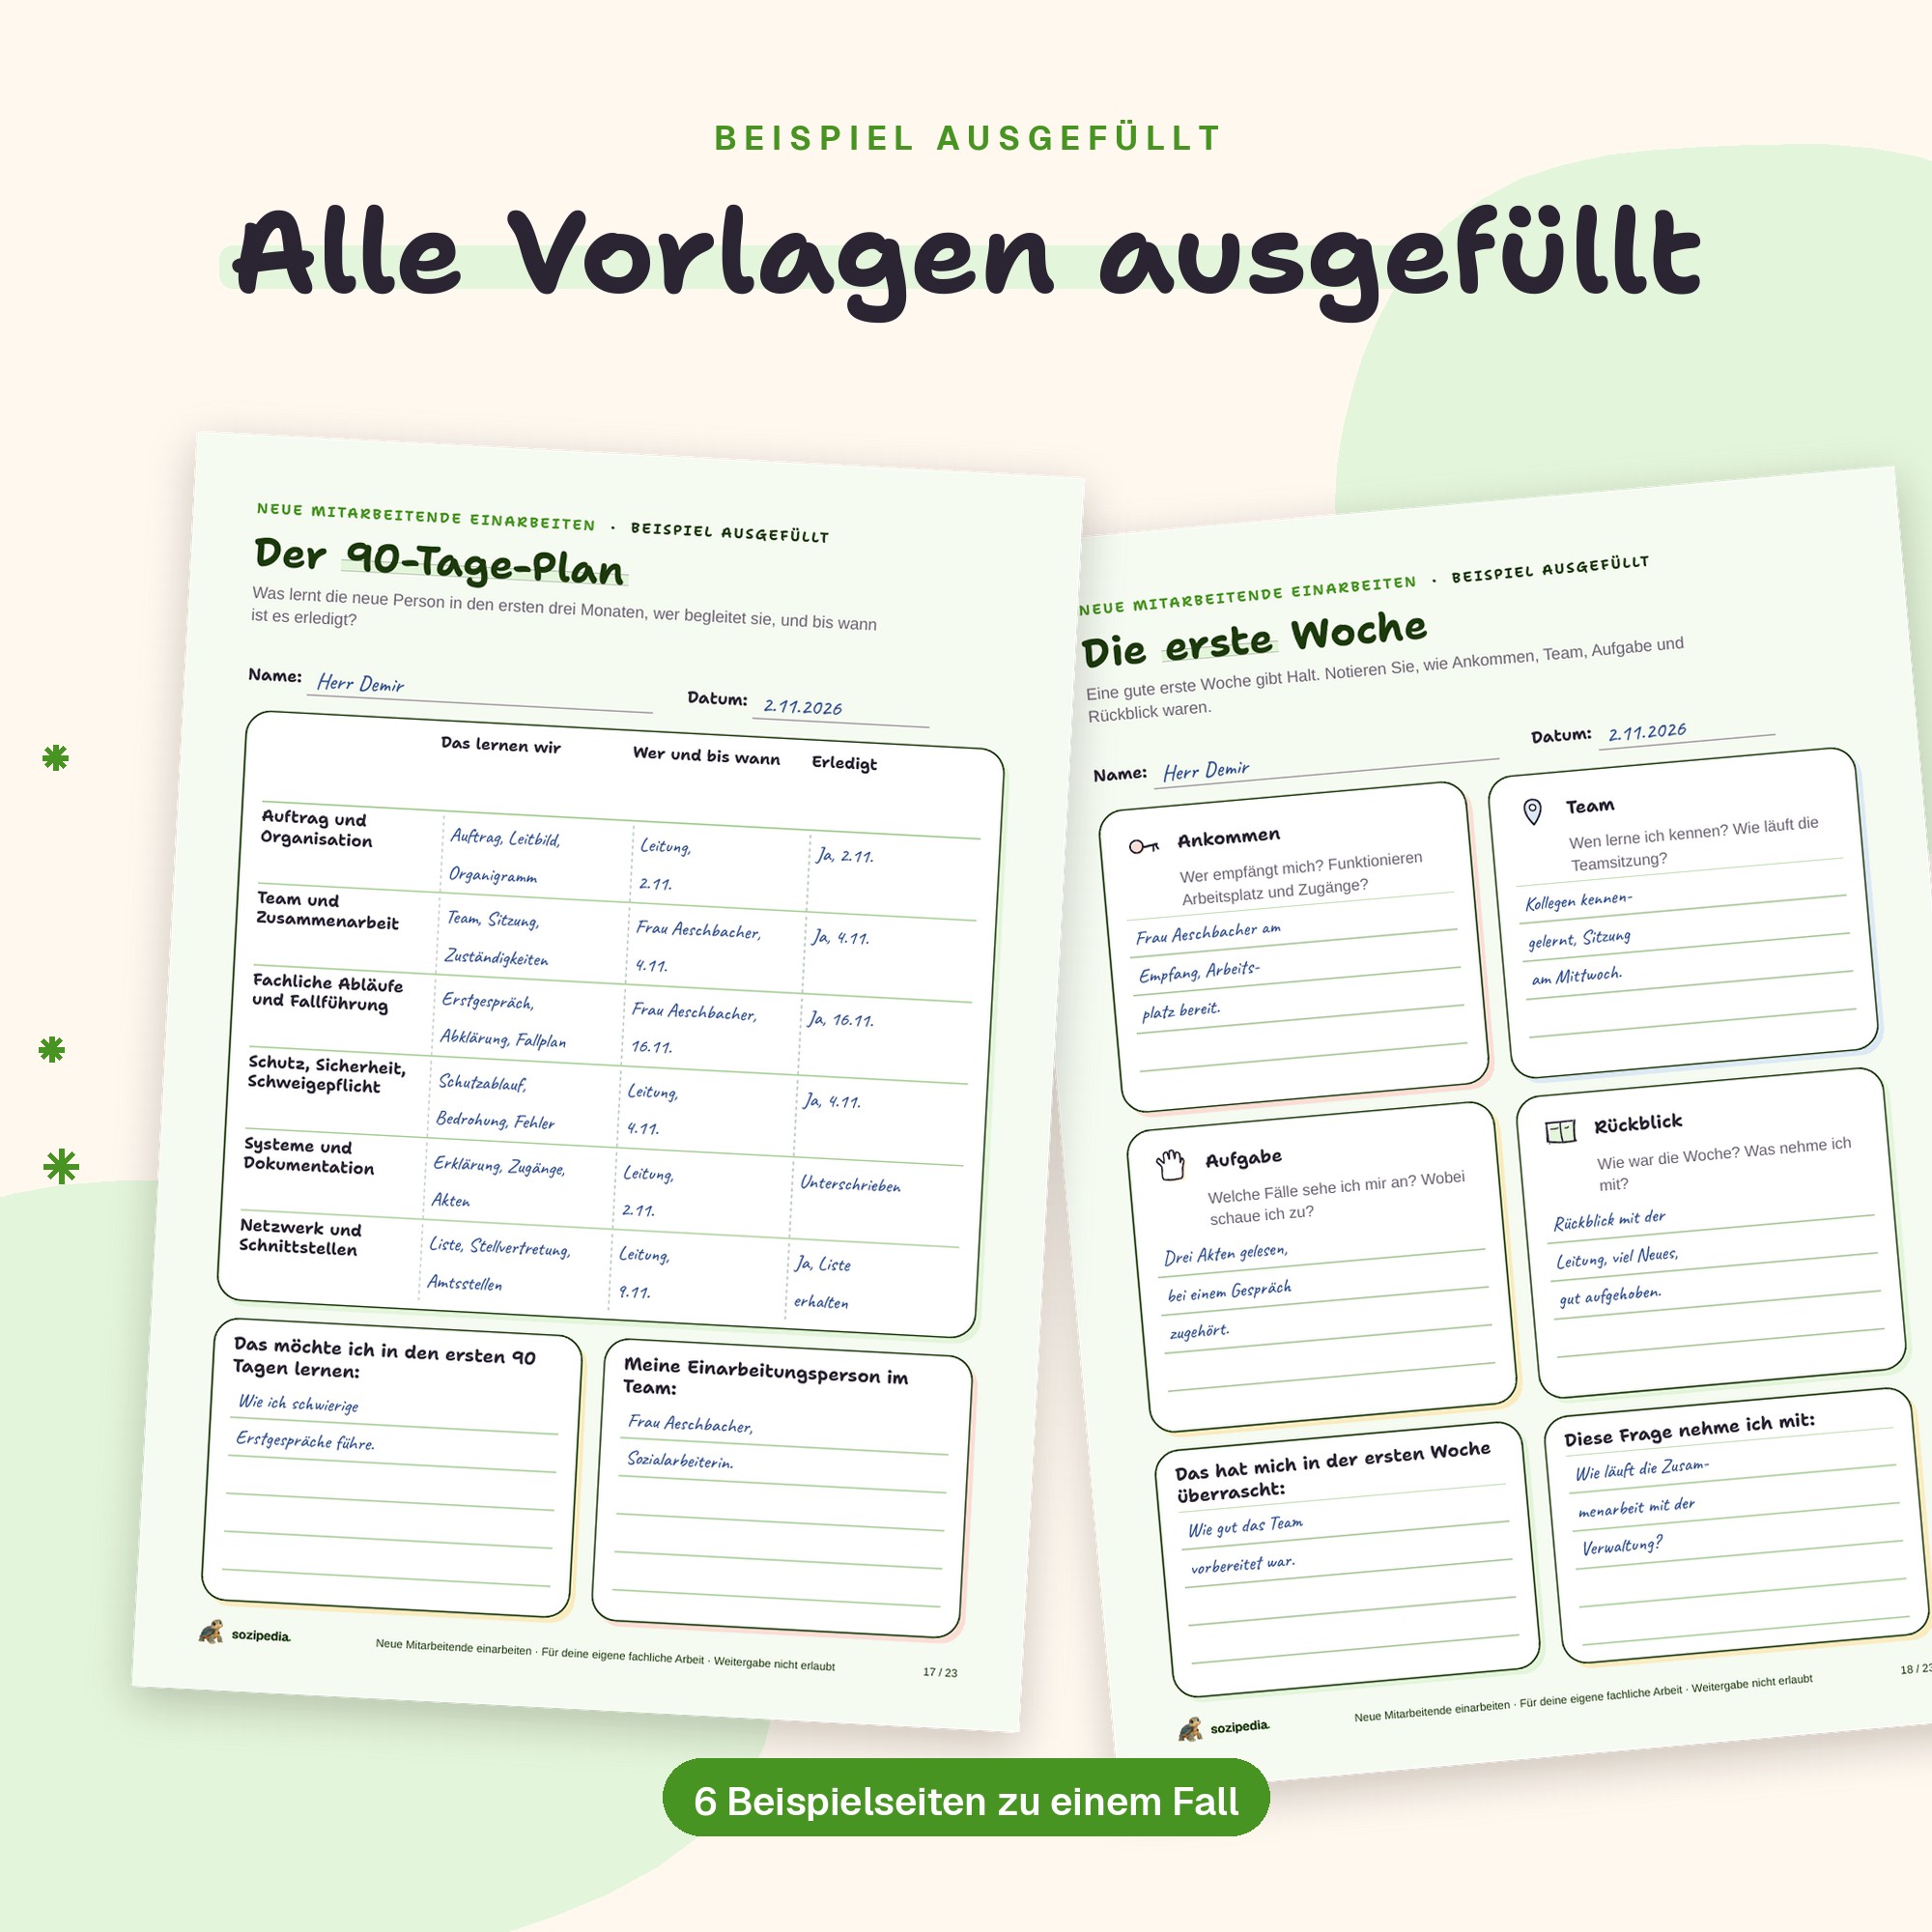 BEISPIEL AUSGEFÜLLT
Alle Vorlagen ausgefüllt
NEUE MITARBEITENDE EINARBEITEN · BEISPIEL AUSGEFÜLLT
Der 90-Tage-Plan
Was lernt die neue Person in den ersten drei Monaten, wer begleitet sie, und bis wann
ist es erledigt?
Name: Herr Demir Datum: 2.11.2026
Das lernen wir Wer und bis wann Erledigt
Auftrag und
Organisation
Auftrag, Leitbild,
Organigramm
Leitung,
2.11.
Ja, 2.11.
Team und
Zusammenarbeit
Team, Sitzung,
Zuständigkeiten
Frau Aeschbacher,
4.11.
Ja, 4.11.
Fachliche Abläufe
und Fallführung
Erstgespräch,
Abklärung, Fallplan
Frau Aeschbacher,
16.11.
Ja, 16.11.
Schutz, Sicherheit,
Schweigepflicht
Schutzablauf,
Bedrohung, Fehler
Leitung,
4.11.
Ja, 4.11.
Systeme und
Dokumentation
Erklärung, Zugänge,
Akten
Leitung,
2.11.
Unterschrieben
Netzwerk und
Schnittstellen
Liste, Stellvertretung,
Amtsstellen
Leitung,
9.11.
Ja, Liste
erhalten
Das möchte ich in den ersten 90
Tagen lernen:
Wie ich schwierige
Erstgespräche führe.
Meine Einarbeitungsperson im
Team:
Frau Aeschbacher,
Sozialarbeiterin.
sozipedia.
Neue Mitarbeitende einarbeiten · Für deine eigene fachliche Arbeit · Weitergabe nicht erlaubt
17 / 23
NEUE MITARBEITENDE EINARBEITEN · BEISPIEL AUSGEFÜLLT
Die erste Woche
Eine gute erste Woche gibt Halt. Notieren Sie, wie Ankommen, Team, Aufgabe und
Rückblick waren.
Name: Herr Demir Datum: 2.11.2026
Ankommen
Wer empfängt mich? Funktionieren
Arbeitsplatz und Zugänge?
Frau Aeschbacher am
Empfang, Arbeits-
platz bereit.
Team
Wen lerne ich kennen? Wie läuft die
Teamsitzung?
Kollegen kennen-
gelernt, Sitzung
am Mittwoch.
Aufgabe
Welche Fälle sehe ich mir an? Wobei
schaue ich zu?
Drei Akten gelesen,
bei einem Gespräch
zugehört.
Rückblick
Wie war die Woche? Was nehme ich
mit?
Rückblick mit der
Leitung, viel Neues,
gut aufgehoben.
Das hat mich in der ersten Woche
überrascht:
Wie gut das Team
vorbereitet war.
Diese Frage nehme ich mit:
Wie läuft die Zusam-
menarbeit mit der
Verwaltung?
sozipedia.
Neue Mitarbeitende einarbeiten · Für deine eigene fachliche Arbeit · Weitergabe nicht erlaubt
18 / 23
6 Beispielseiten zu einem Fall